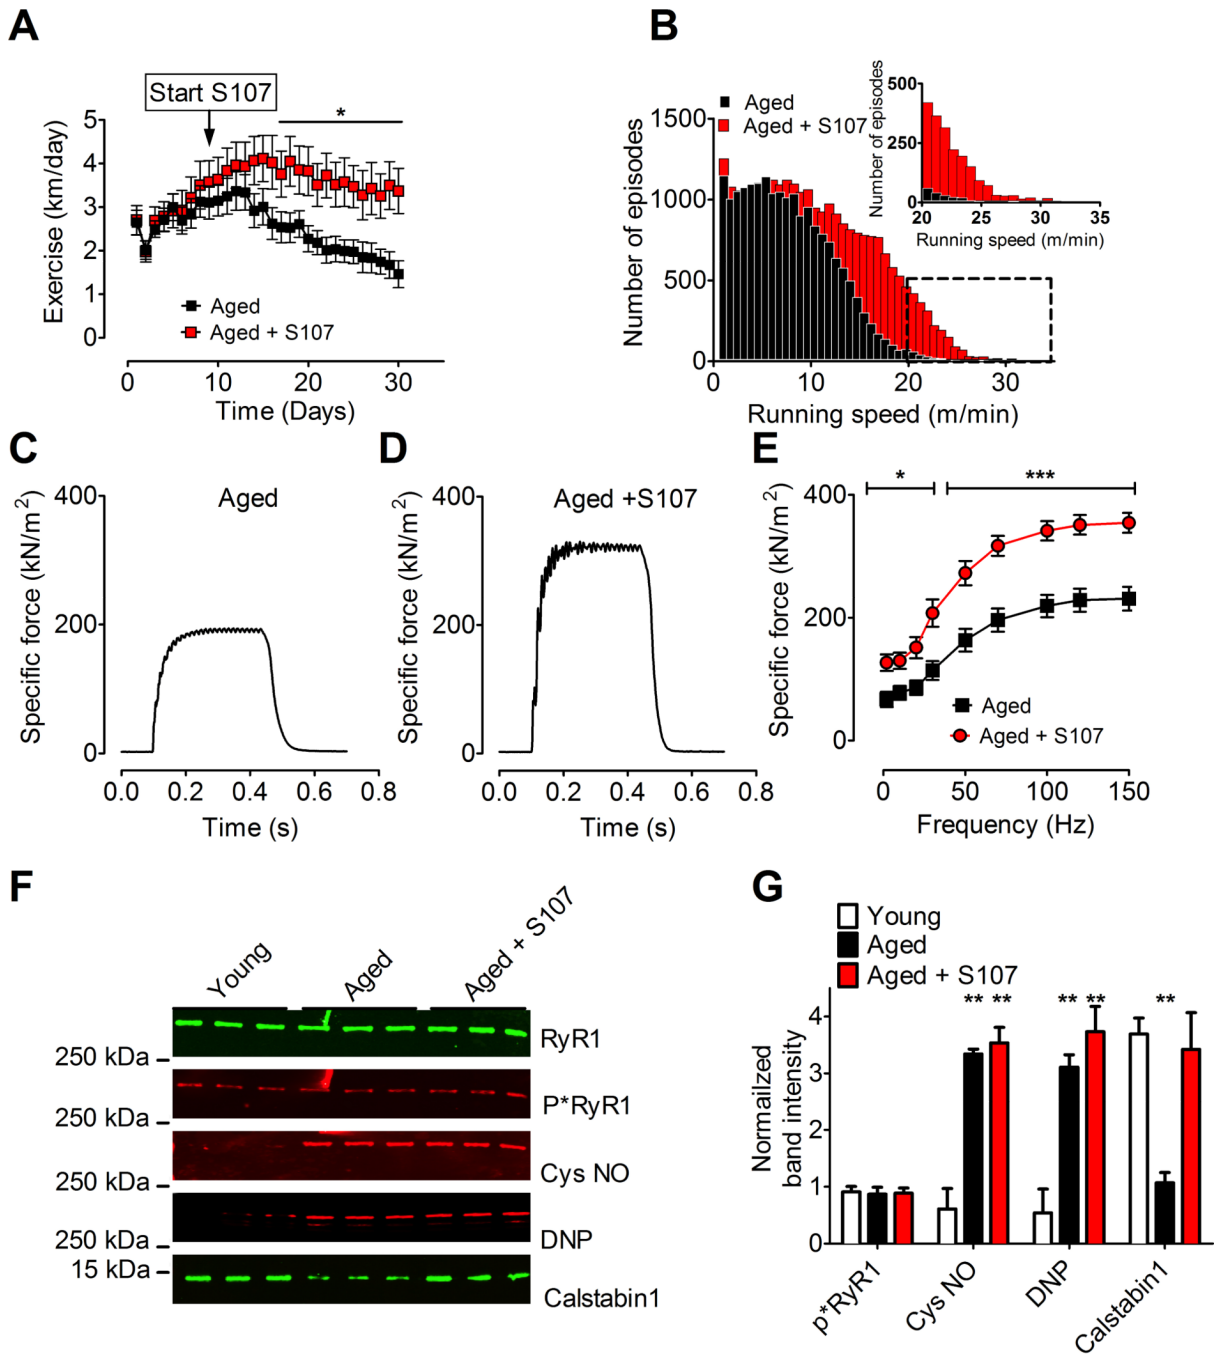 A
Start S107
*
Exercise (km/day)
5
4
3
2
1
0
Aged
Aged + S107
0
10
20
30
Time (Days)
B
Aged
Aged + S107
Number of episodes
1500
1000
500
0
0
10
20
30
Running speed (m/min)
Number of episodes
500
250
0
20
25
30
35
Running speed (m/min)
C
Aged
Specific force (kN/m²)
400
200
0
0.0
0.2
0.4
0.6
0.8
Time (s)
D
Aged +S107
Specific force (kN/m²)
400
200
0
0.0
0.2
0.4
0.6
0.8
Time (s)
E
*
***
Specific force (kN/m²)
400
200
0
Aged
Aged + S107
0
50
100
150
Frequency (Hz)
F
Young
Aged
Aged + S107
RyR1
250 kDa
P*RyR1
250 kDa
Cys NO
250 kDa
DNP
250 kDa
15 kDa
Calstabin1
G
Young
Aged
Aged + S107
Normailzed
band intensity
4
3
2
1
0
**
**
**
**
**
p*RyR1
Cys NO
DNP
Calstabin1